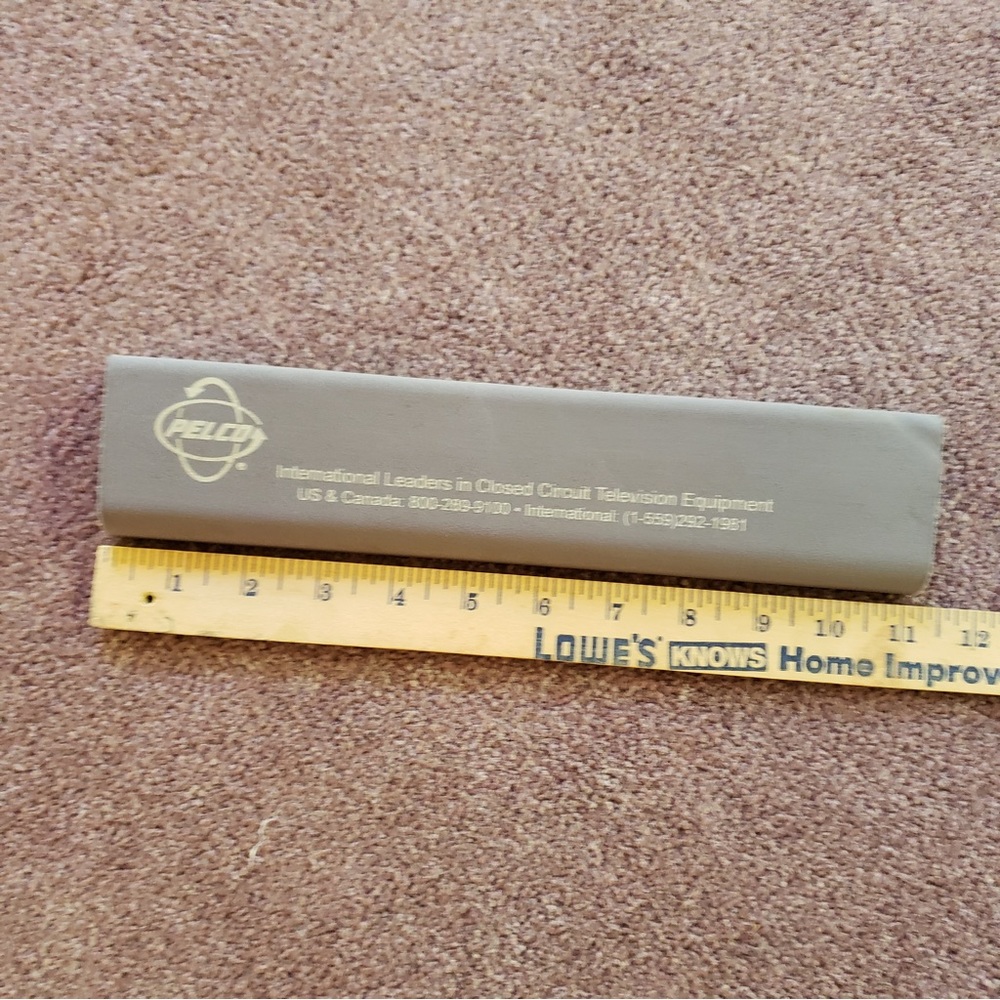 PELCO
®
International Leaders in Closed Circuit Television Equipment
US & Canada: 800-289-9100 • International: (1-559)292-1981
1 2 3 4 5 6 7 8 9 10 11 12
LOWE'S KNOWS Home Improv